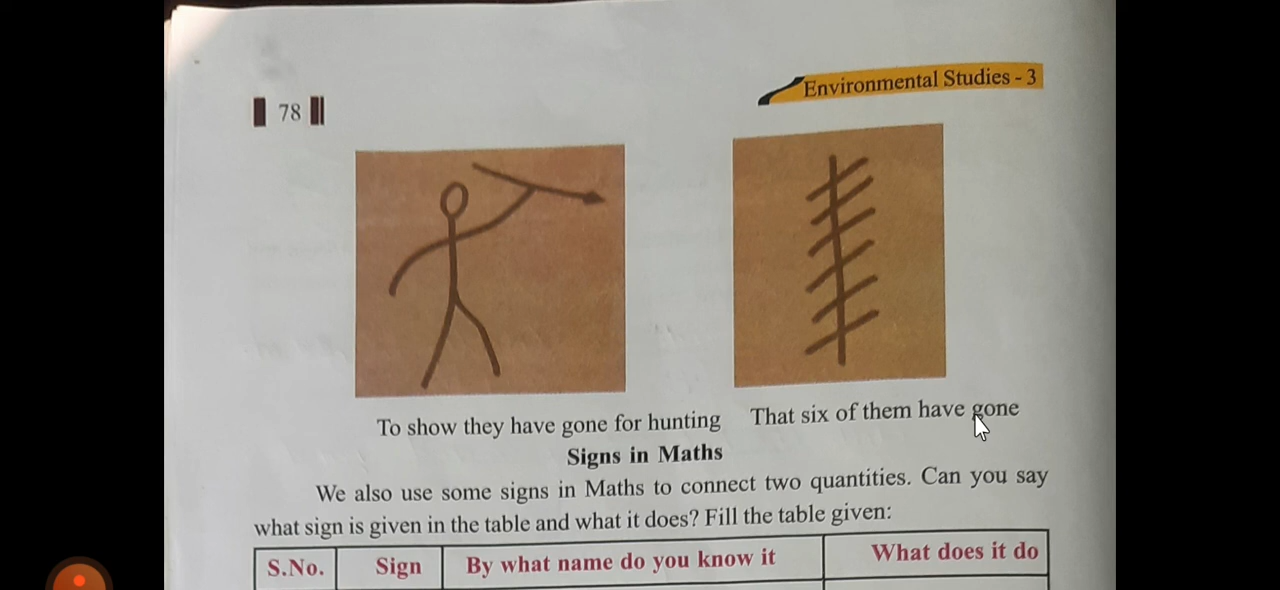 Environmental Studies - 3
78
To show they have gone for hunting
That six of them have gone
Signs in Maths
We also use some signs in Maths to connect two quantities. Can you say
what sign is given in the table and what it does? Fill the table given:
S.No. Sign By what name do you know it What does it do